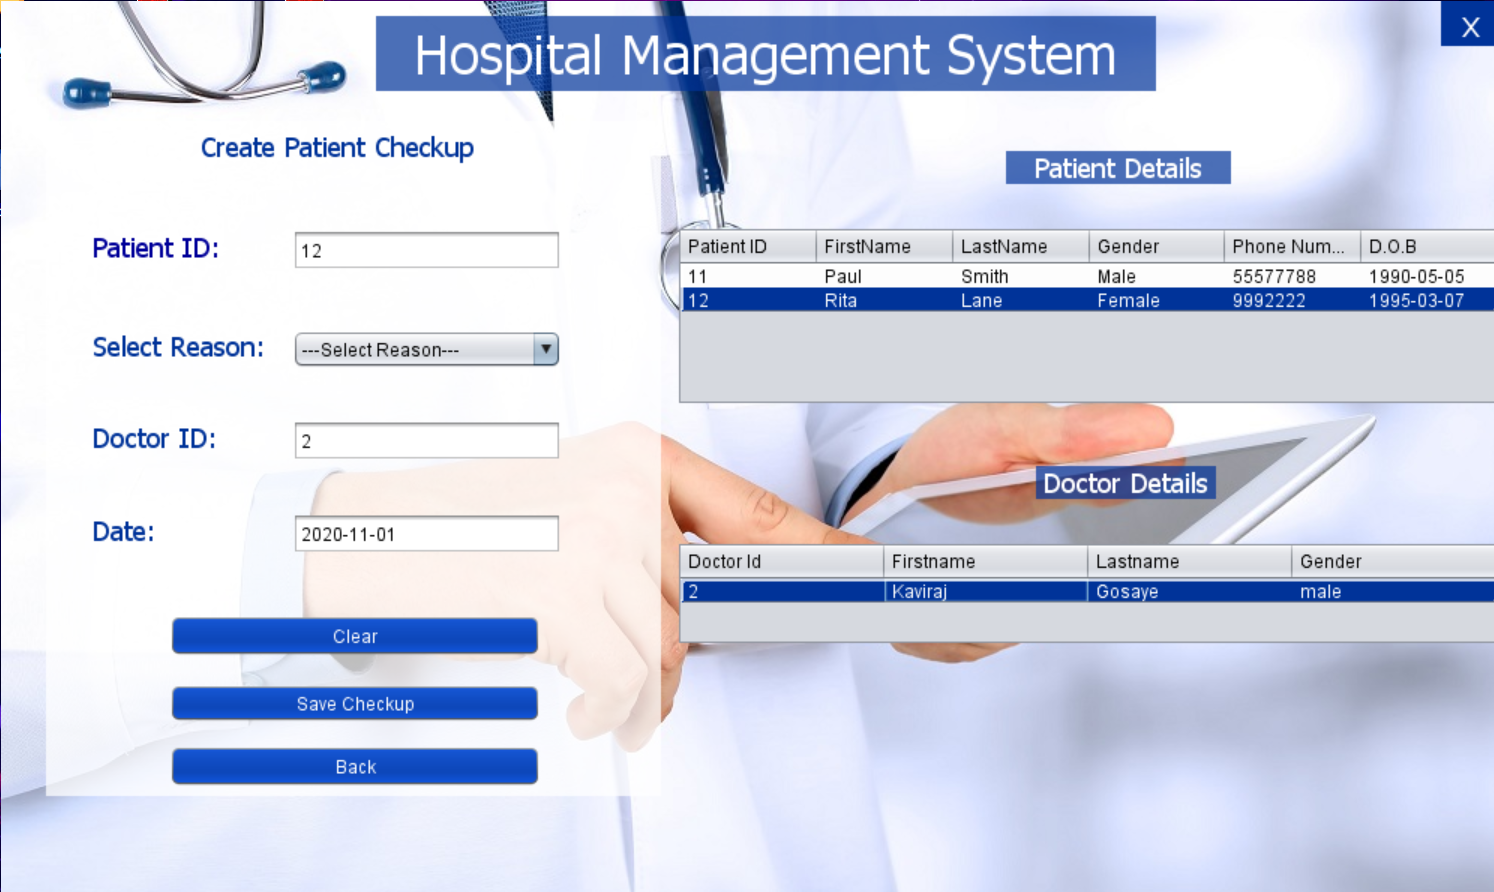 Hospital Management System
X
Create Patient Checkup
Patient ID: 12
Select Reason: ---Select Reason---
Doctor ID: 2
Date: 2020-11-01
Clear
Save Checkup
Back
Patient Details
Patient ID FirstName LastName Gender Phone Num... D.O.B
11 Paul Smith Male 55577788 1990-05-05
12 Rita Lane Female 9992222 1995-03-07
Doctor Details
Doctor Id Firstname Lastname Gender
2 Kaviraj Gosaye male